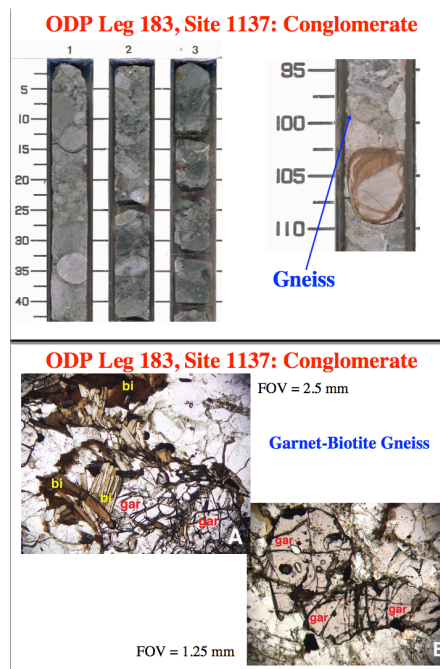 ODP Leg 183, Site 1137: Conglomerate
1 2 3
5
10
15
20
25
30
35
40
95
100
105
110
Gneiss
ODP Leg 183, Site 1137: Conglomerate
bi
FOV = 2.5 mm
Garnet-Biotite Gneiss
bi
bi
gar
gar
A
gar
gar
gar
B
FOV = 1.25 mm